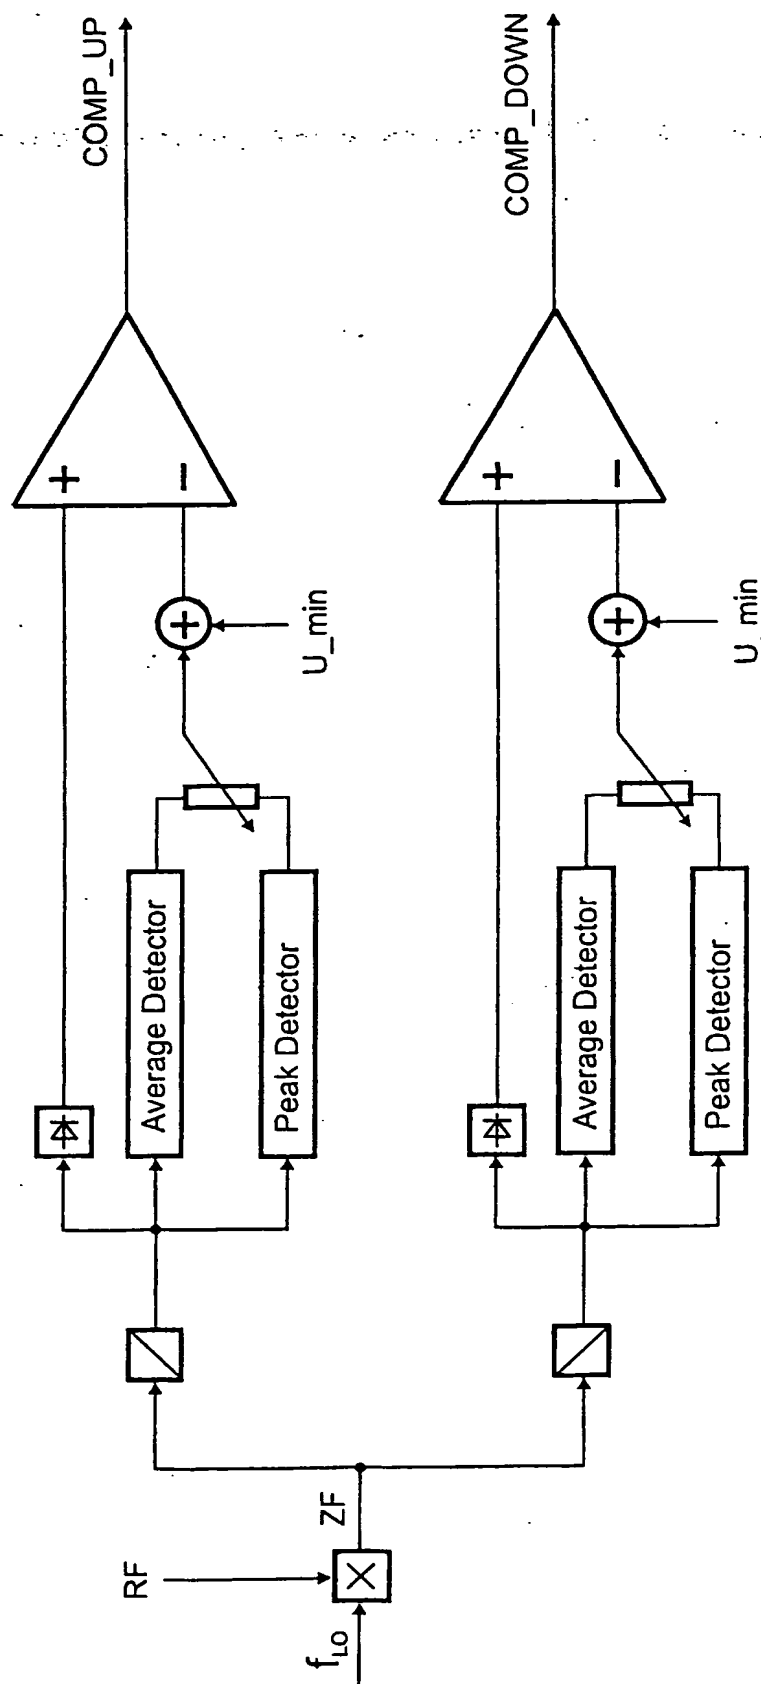 COMP_UP
COMP_DOWN
+
−
+
−
+
U_min
+
U_min
Average Detector
Peak Detector
Average Detector
Peak Detector
ZF
RF
X
f_LO